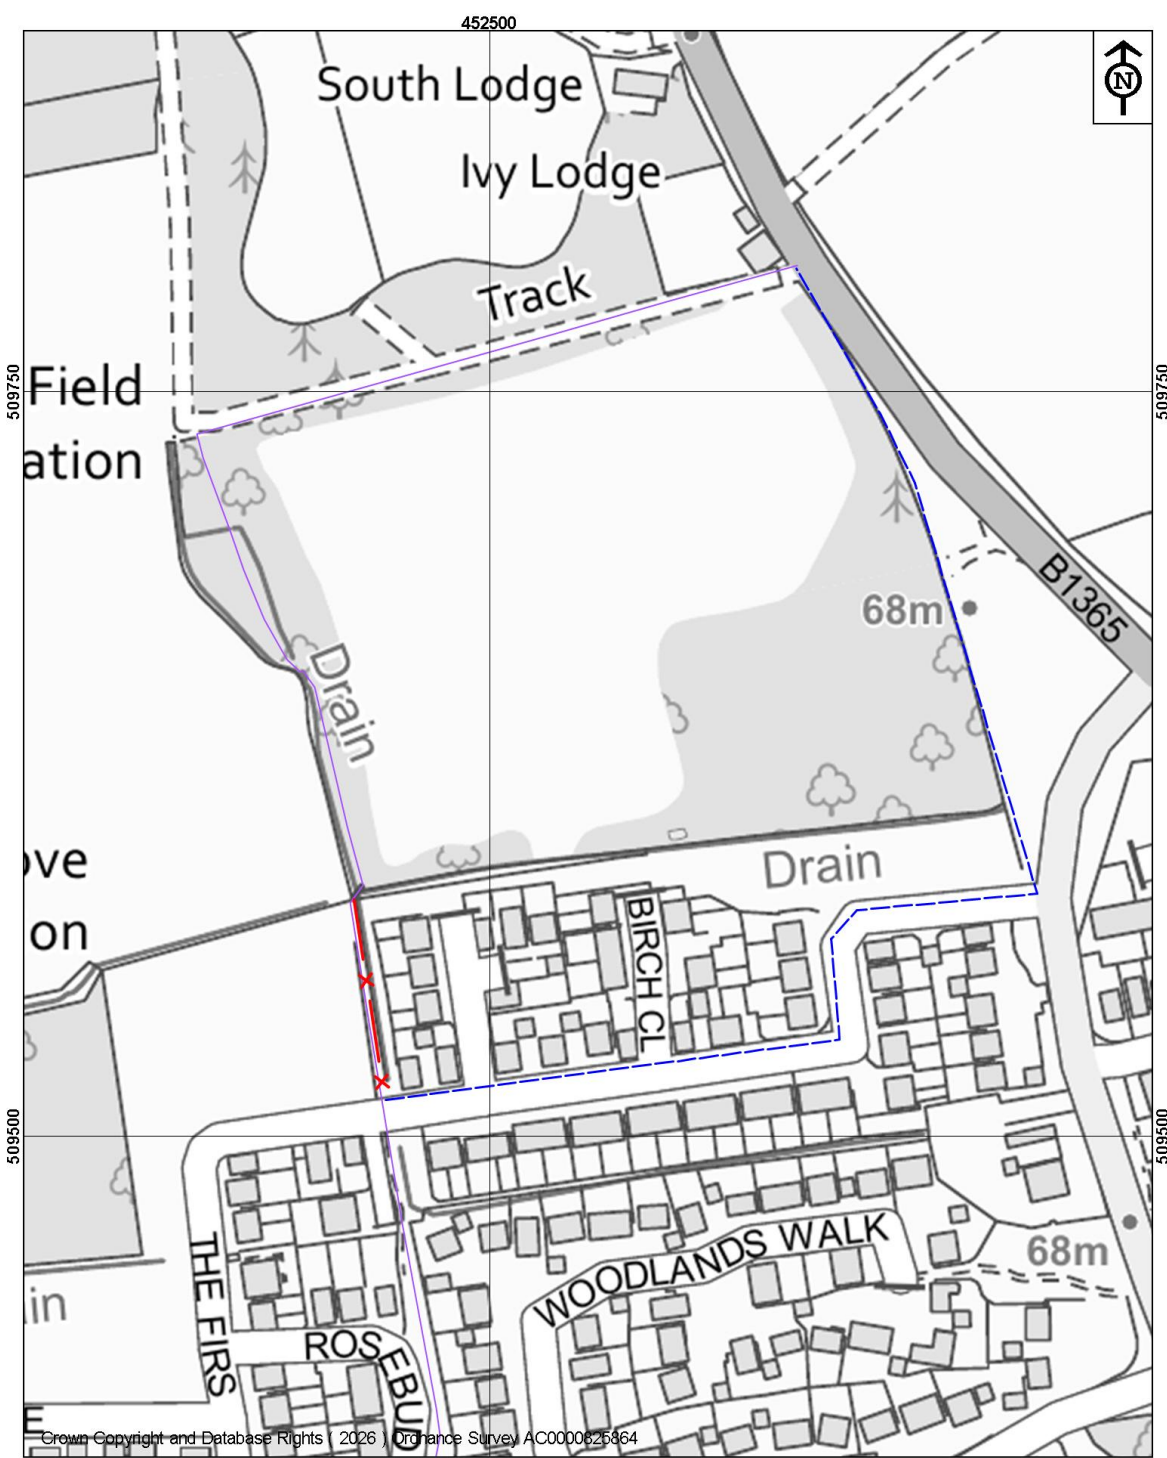 452500
N
South Lodge
Ivy Lodge
Track
Field
ation
509750
509750
B1365
68m
Drain
ove
on
Drain
BIRCH CL
509500
509500
WOODLANDS WALK
68m
THE FIRS
in
ROSEBUD
E
Crown Copyright and Database Rights ( 2026 ) Ordnance Survey AC0000825864